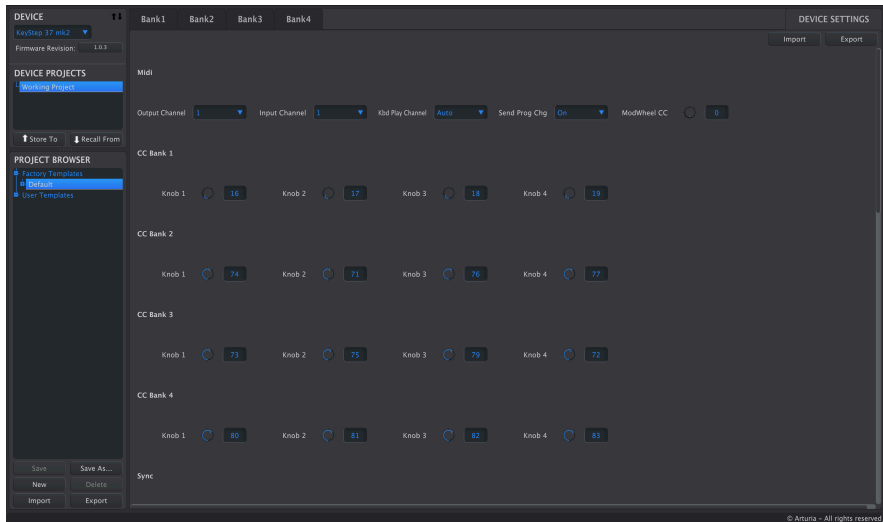 DEVICE
KeyStep 37 mk2
Firmware Revision: 1.0.3
DEVICE PROJECTS
Working Project
Store To Recall From
PROJECT BROWSER
Factory Templates
Default
User Templates
Save Save As...
New Delete
Import Export
Bank1 Bank2 Bank3 Bank4 DEVICE SETTINGS
Import Export
Midi
Output Channel 1 Input Channel 1 Kbd Play Channel Auto Send Prog Chg On ModWheel CC 0
CC Bank 1
Knob 1 16 Knob 2 17 Knob 3 18 Knob 4 19
CC Bank 2
Knob 1 74 Knob 2 71 Knob 3 76 Knob 4 77
CC Bank 3
Knob 1 73 Knob 2 75 Knob 3 79 Knob 4 72
CC Bank 4
Knob 1 80 Knob 2 81 Knob 3 82 Knob 4 83
Sync
© Arturia – All rights reserved